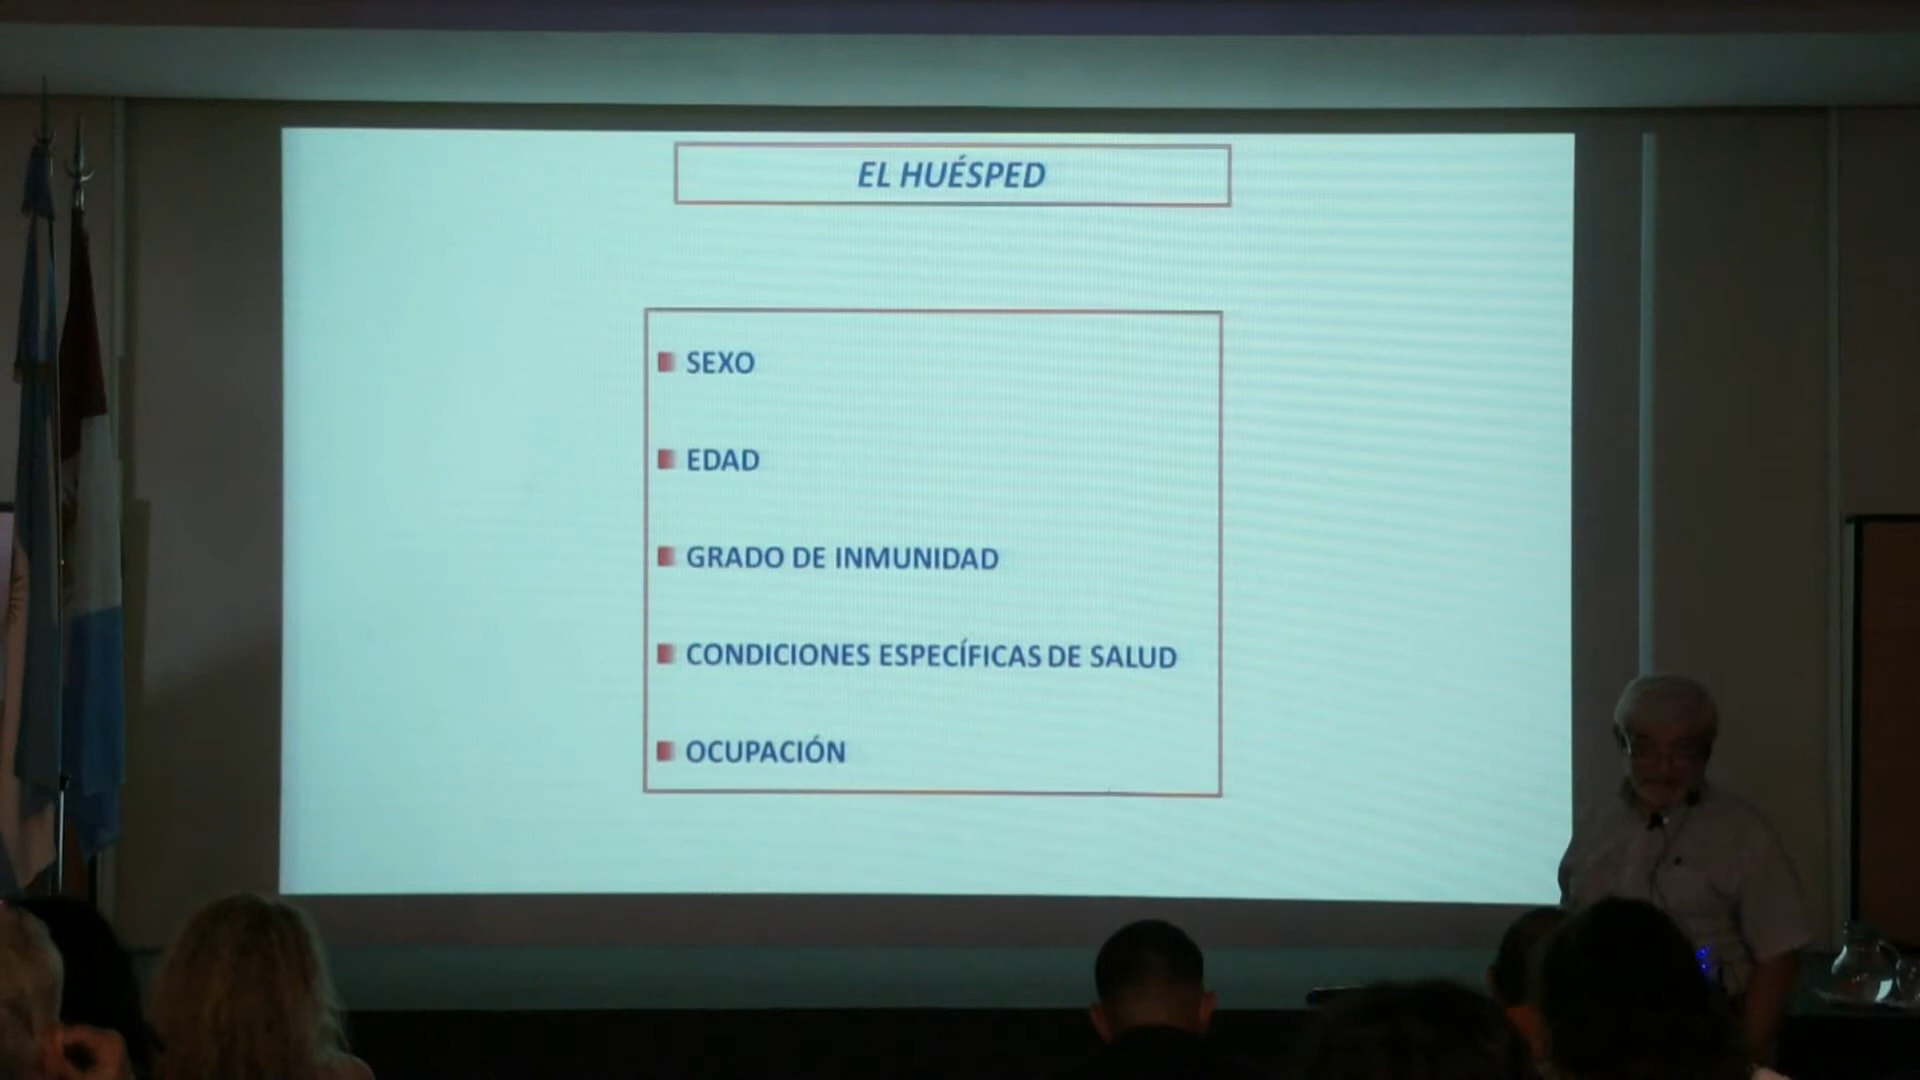 EL HUÉSPED
SEXO
EDAD
GRADO DE INMUNIDAD
CONDICIONES ESPECÍFICAS DE SALUD
OCUPACIÓN